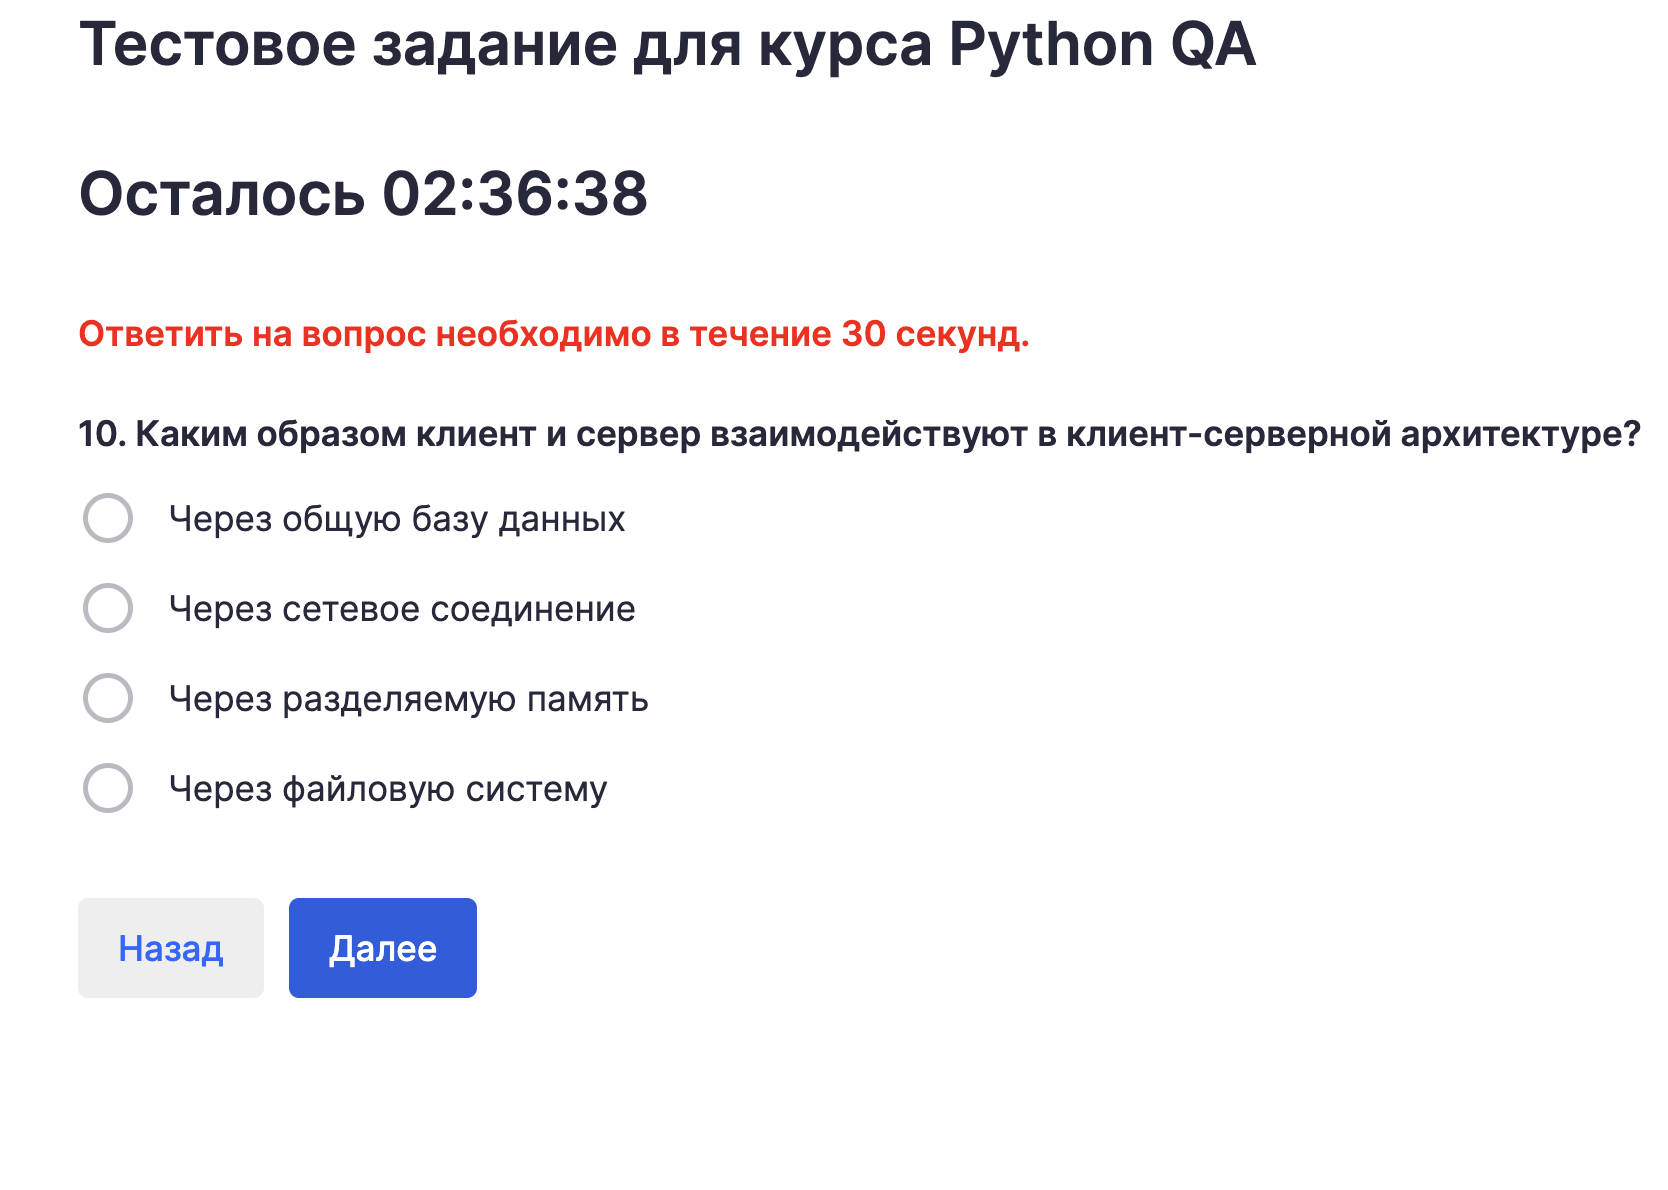 Тестовое задание для курса Python QA
Осталось 02:36:38
Ответить на вопрос необходимо в течение 30 секунд.
10. Каким образом клиент и сервер взаимодействуют в клиент-серверной архитектуре?
Через общую базу данных
Через сетевое соединение
Через разделяемую память
Через файловую систему
Назад
Далее